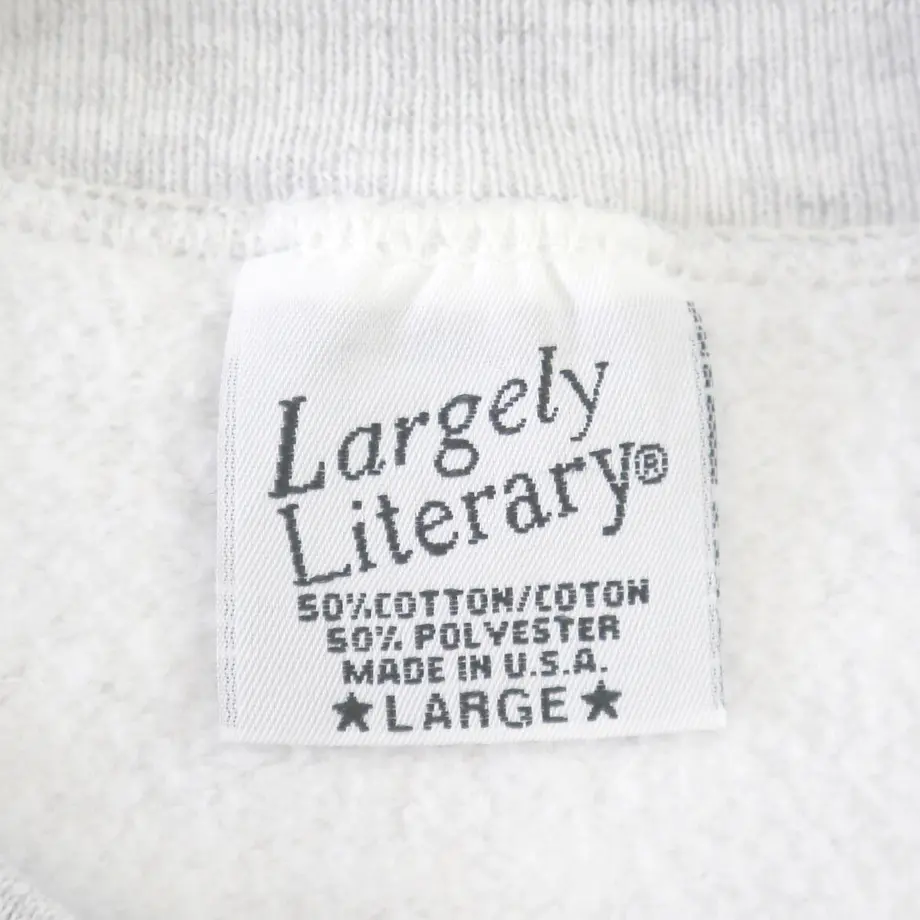 Largely
Literary®
50%COTTON/COTON
50% POLYESTER
MADE IN U.S.A.
★LARGE★